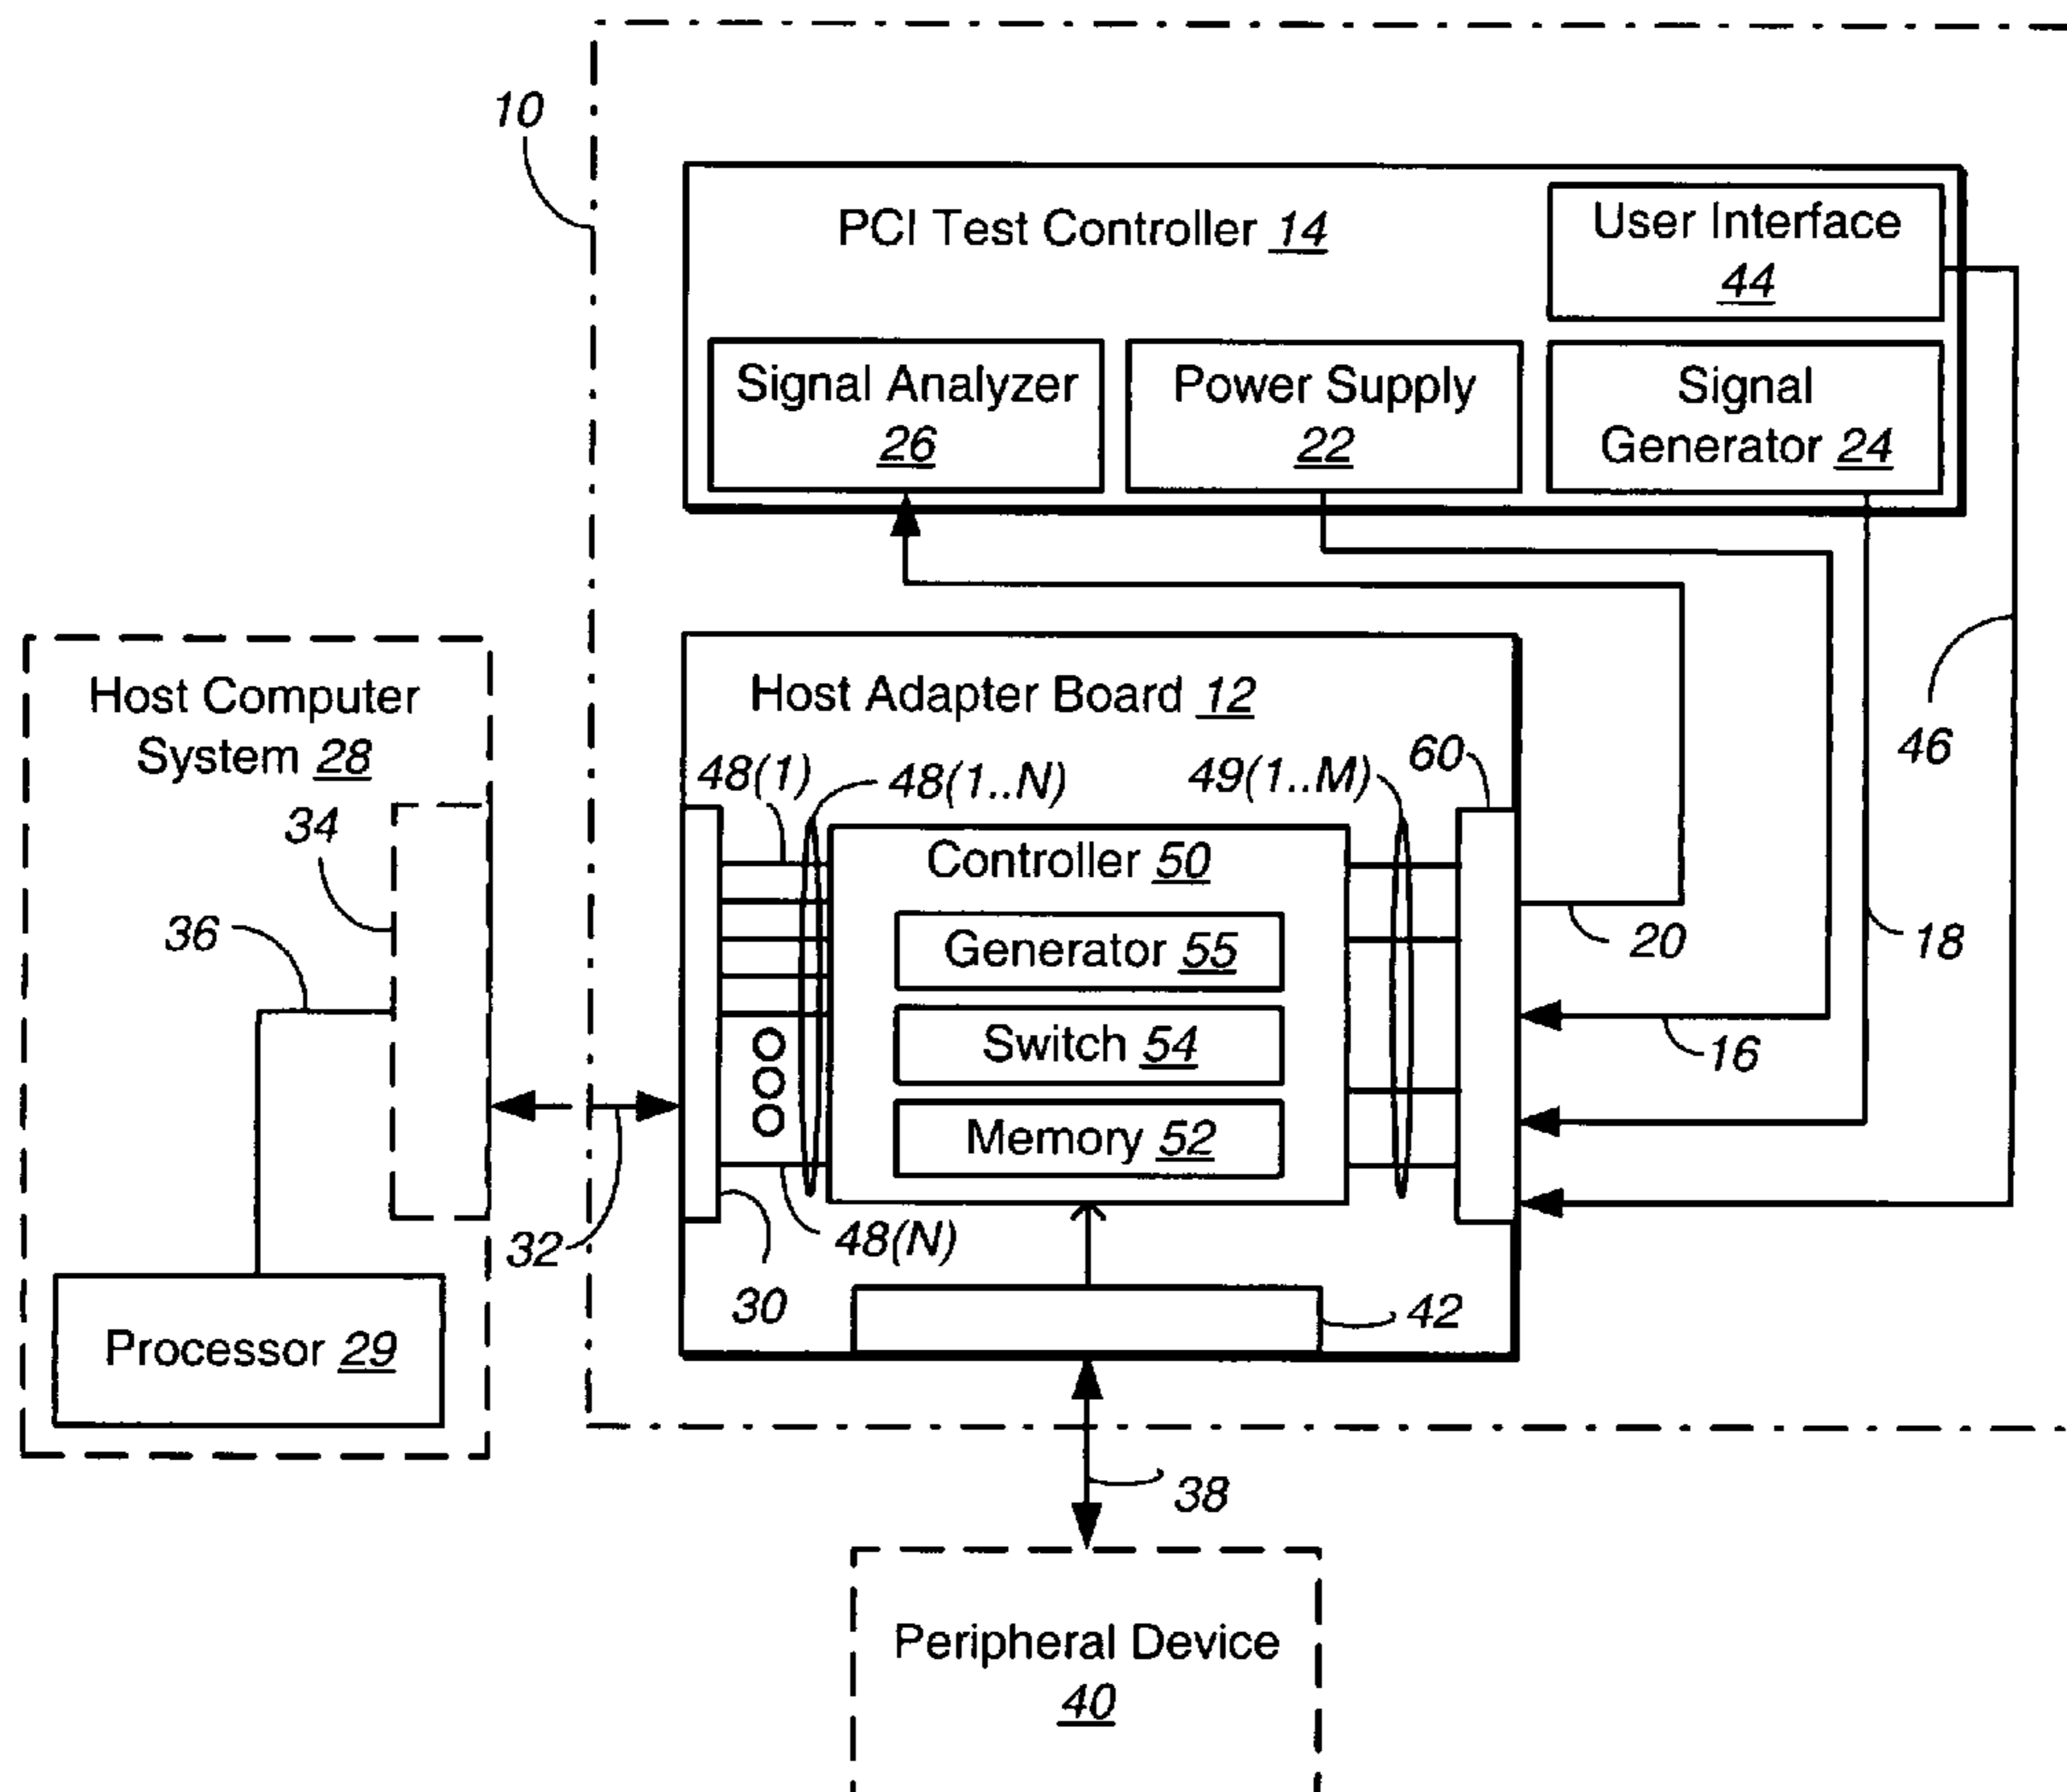 10
PCI Test Controller 14
User Interface
44
Signal Analyzer
26
Power Supply
22
Signal
Generator 24
Host Computer
System 28
34
36
Processor 29
32
Host Adapter Board 12
48(1)
48(1..N)
49(1..M)
60
46
Controller 50
Generator 55
Switch 54
Memory 52
20
18
16
48(N)
30
42
38
Peripheral Device
40